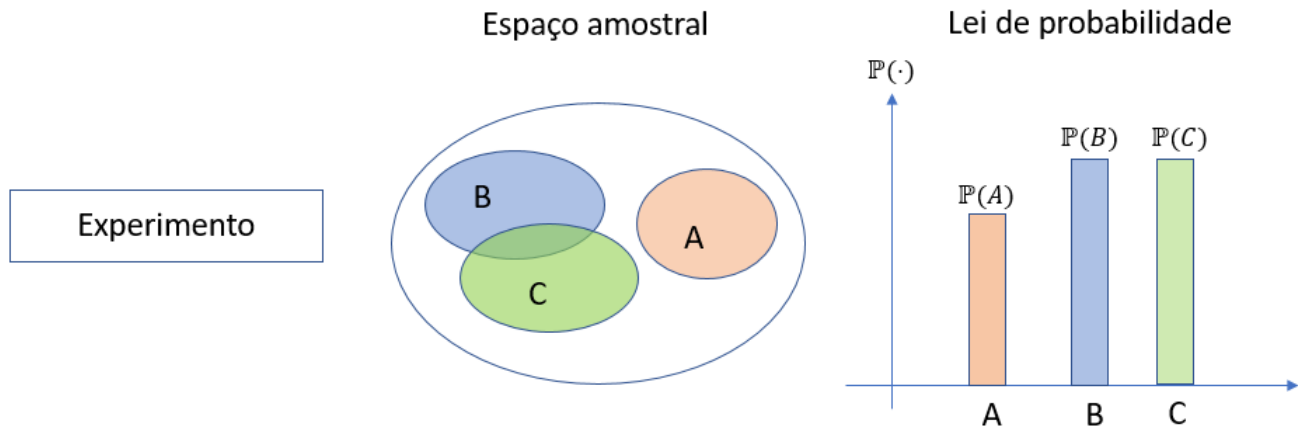 Espaço amostral
Lei de probabilidade
Experimento
B
C
A
ℙ(·)
ℙ(A)
ℙ(B)
ℙ(C)
A
B
C